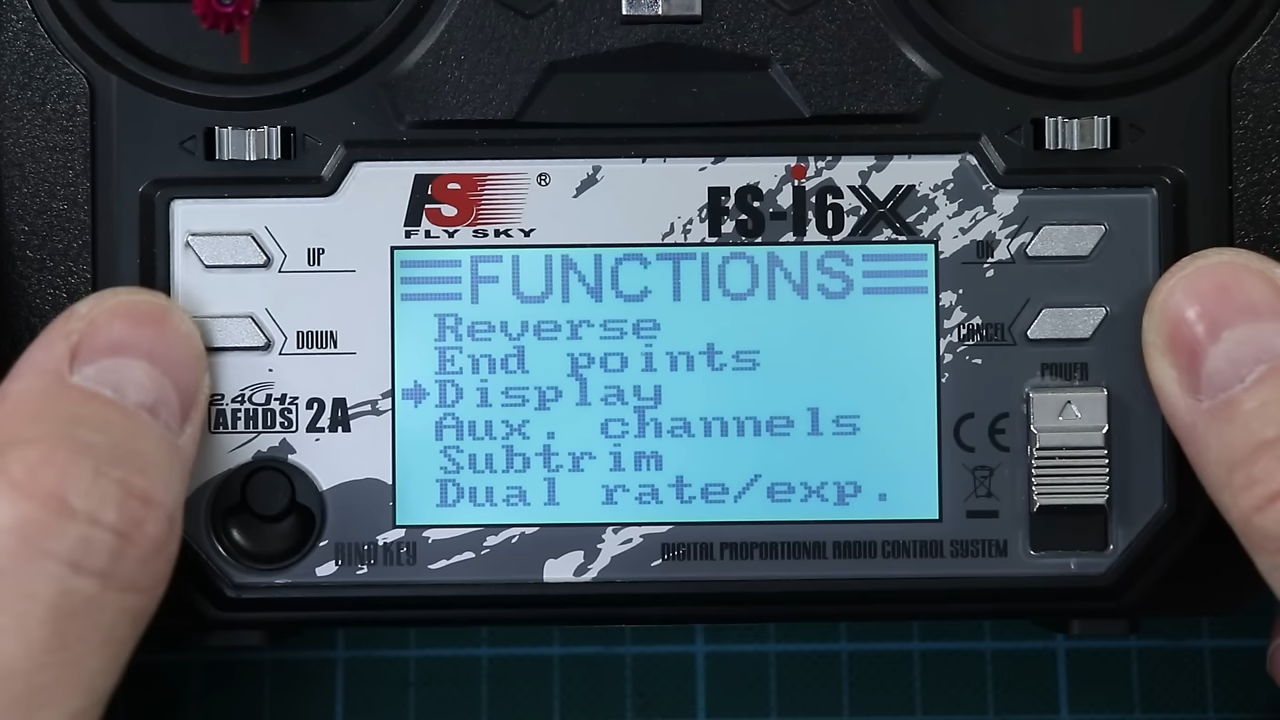 FS ®
FLY SKY
FS-i6X
UP
DOWN
2.4GHz
AFHDS 2A
BIND KEY
FUNCTIONS
Reverse
End points
Display
Aux. channels
Subtrim
Dual rate/exp.
OK
CANCEL
POWER
CE
DIGITAL PROPORTIONAL RADIO CONTROL SYSTEM